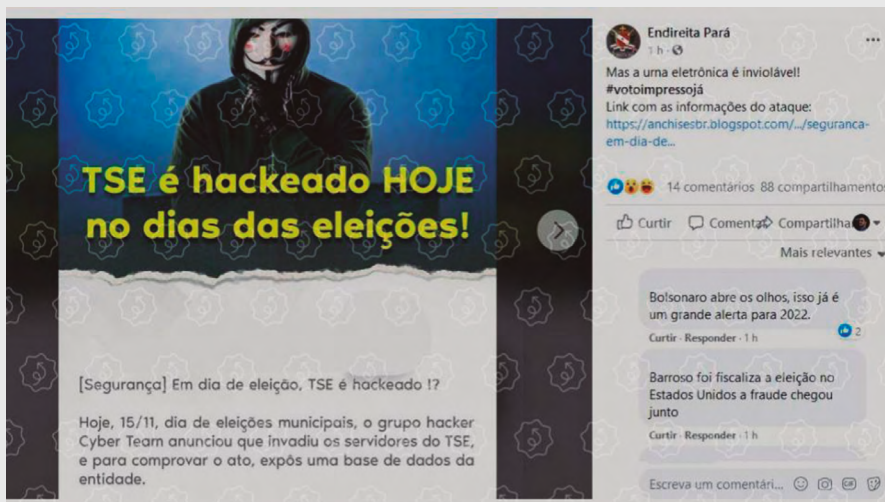 TSE é hackeado HOJE
no dias das eleições!
[Segurança] Em dia de eleição, TSE é hackeado !?
Hoje, 15/11, dia de eleições municipais, o grupo hacker
Cyber Team anunciou que invadiu os servidores do TSE,
e para comprovar o ato, expôs uma base de dados da
entidade.
Endireita Pará
1 h
Mas a urna eletrônica é inviolável!
#votoimpressojá
Link com as informações do ataque:
https://anchisesbr.blogspot.com/.../seguranca-
em-dia-de...
14 comentários 88 compartilhamentos
Curtir Comentar Compartilha
Mais relevantes
Bolsonaro abre os olhos, isso já é
um grande alerta para 2022.
2
Curtir · Responder · 1 h
Barroso foi fiscaliza a eleição no
Estados Unidos a fraude chegou
junto
Curtir · Responder · 1 h
Escreva um comentári...
GIF